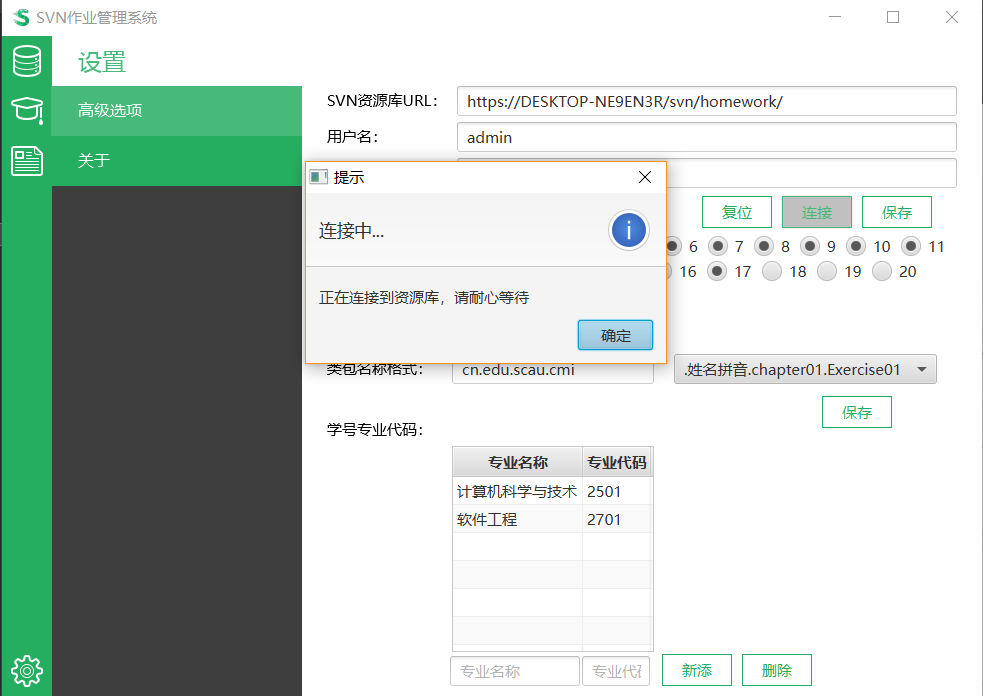 SVN作业管理系统
设置
高级选项
关于
SVN资源库URL:
https://DESKTOP-NE9EN3R/svn/homework/
用户名:
admin
提示
连接中...
正在连接到资源库，请耐心等待
确定
复位 连接 保存
6 7 8 9 10 11
16 17 18 19 20
类包名称格式:
cn.edu.scau.cmi
.姓名拼音.chapter01.Exercise01
保存
学号专业代码:
专业名称 专业代码
计算机科学与技术 2501
软件工程 2701
专业名称 专业代
新添 删除